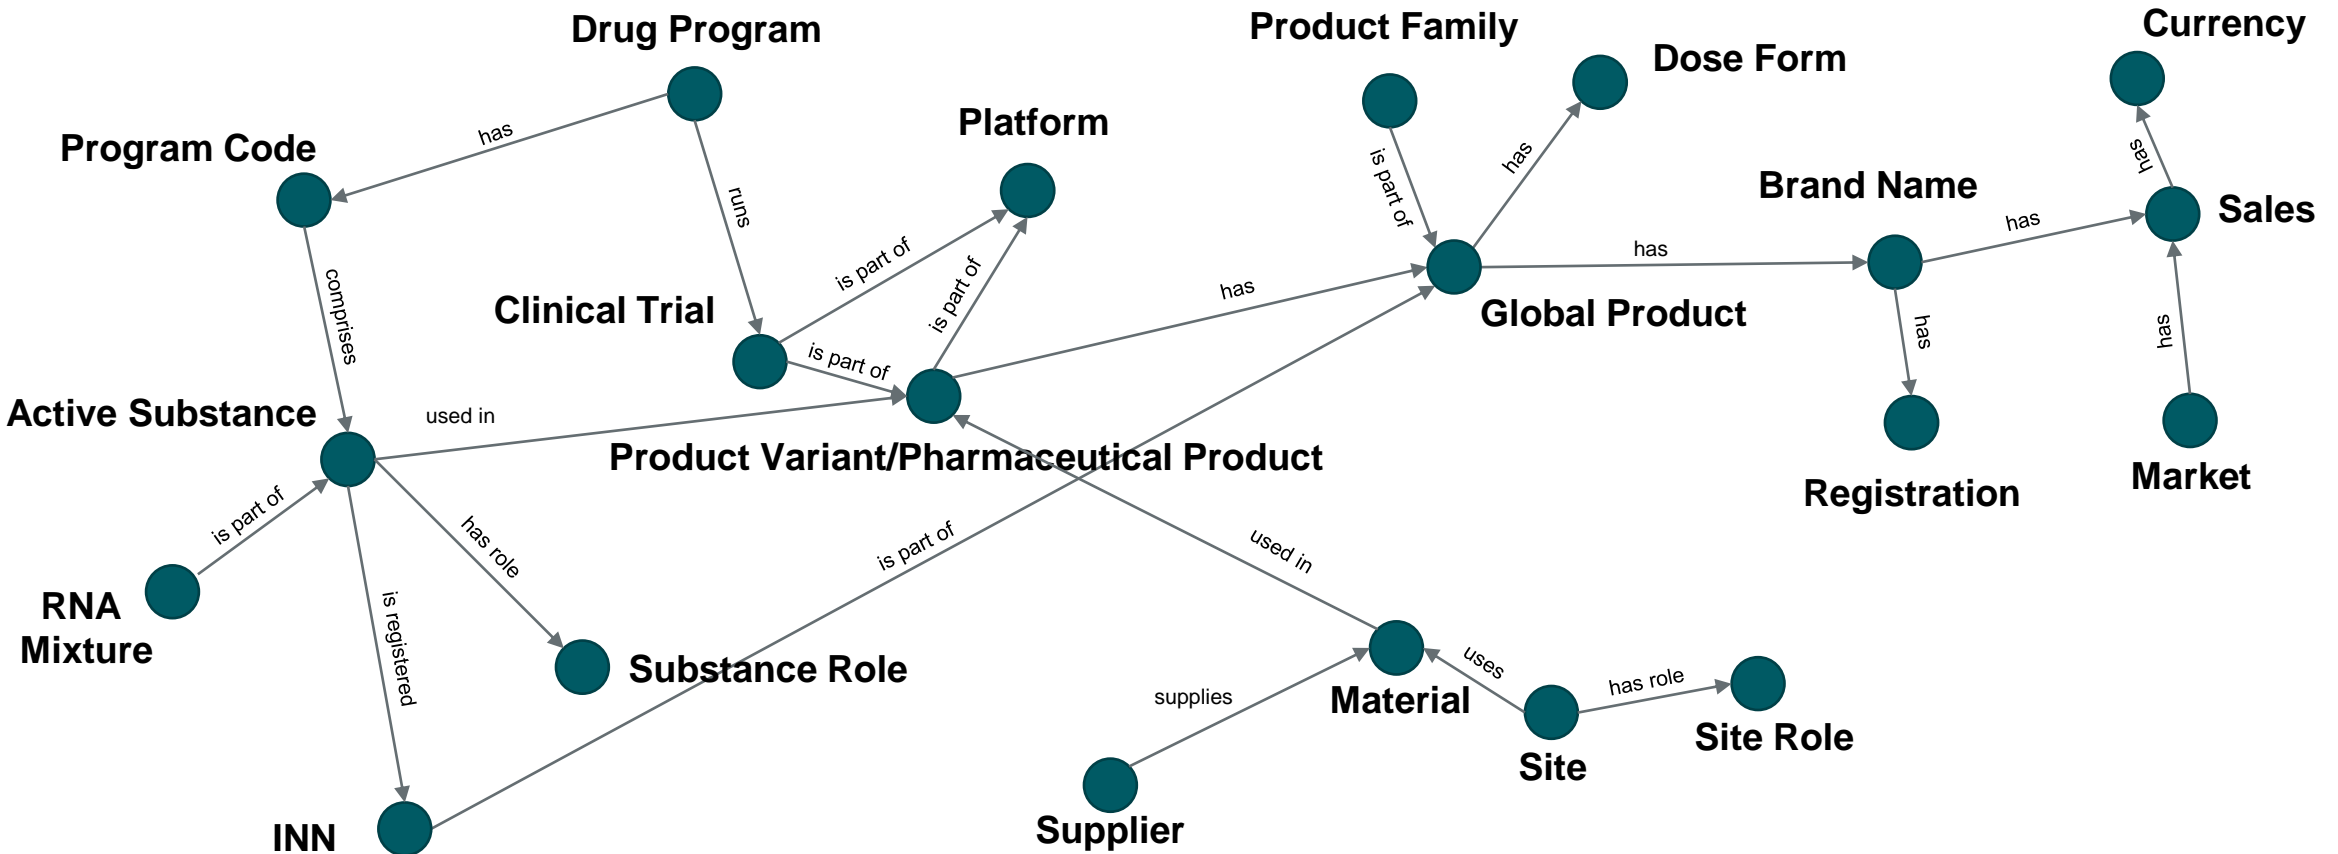 Drug Program
Product Family
Currency
Dose Form
Platform
has
Program Code
has
has
is part of
Brand Name
runs
has
Sales
is part of
has
is part of
has
Clinical Trial
Global Product
comprises
has
has
is part of
Active Substance
used in
Product Variant/Pharmaceutical Product
Market
Registration
is part of
has role
is part of
used in
RNA
Mixture
is registered
Substance Role
uses
has role
supplies
Material
Site Role
Site
Supplier
INN